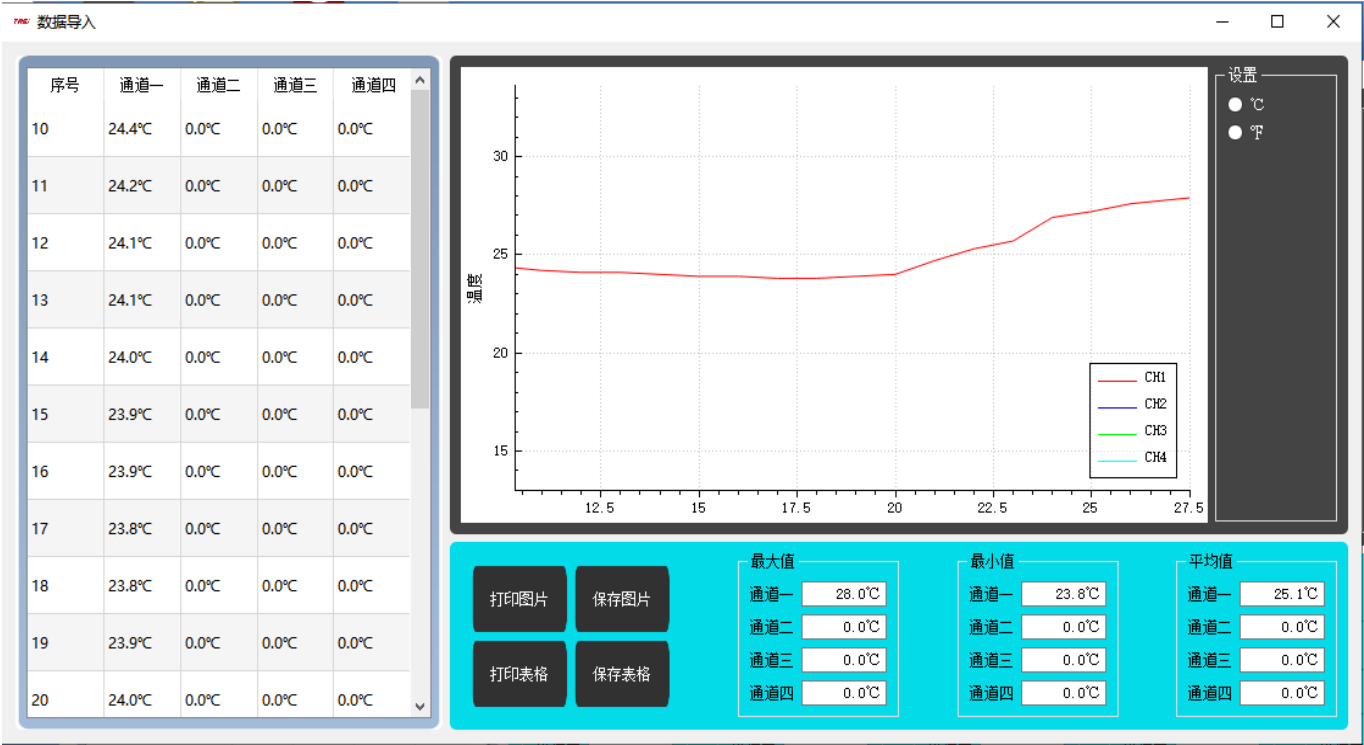 TASI 数据导入
序号 通道一 通道二 通道三 通道四
10 24.4℃ 0.0℃ 0.0℃ 0.0℃
11 24.2℃ 0.0℃ 0.0℃ 0.0℃
12 24.1℃ 0.0℃ 0.0℃ 0.0℃
13 24.1℃ 0.0℃ 0.0℃ 0.0℃
14 24.0℃ 0.0℃ 0.0℃ 0.0℃
15 23.9℃ 0.0℃ 0.0℃ 0.0℃
16 23.9℃ 0.0℃ 0.0℃ 0.0℃
17 23.8℃ 0.0℃ 0.0℃ 0.0℃
18 23.8℃ 0.0℃ 0.0℃ 0.0℃
19 23.9℃ 0.0℃ 0.0℃ 0.0℃
20 24.0℃ 0.0℃ 0.0℃ 0.0℃
温度
30
25
20
15
12.5 15 17.5 20 22.5 25 27.5
CH1
CH2
CH3
CH4
设置
℃
℉
打印图片 保存图片
打印表格 保存表格
最大值
通道一 28.0℃
通道二 0.0℃
通道三 0.0℃
通道四 0.0℃
最小值
通道一 23.8℃
通道二 0.0℃
通道三 0.0℃
通道四 0.0℃
平均值
通道一 25.1℃
通道二 0.0℃
通道三 0.0℃
通道四 0.0℃